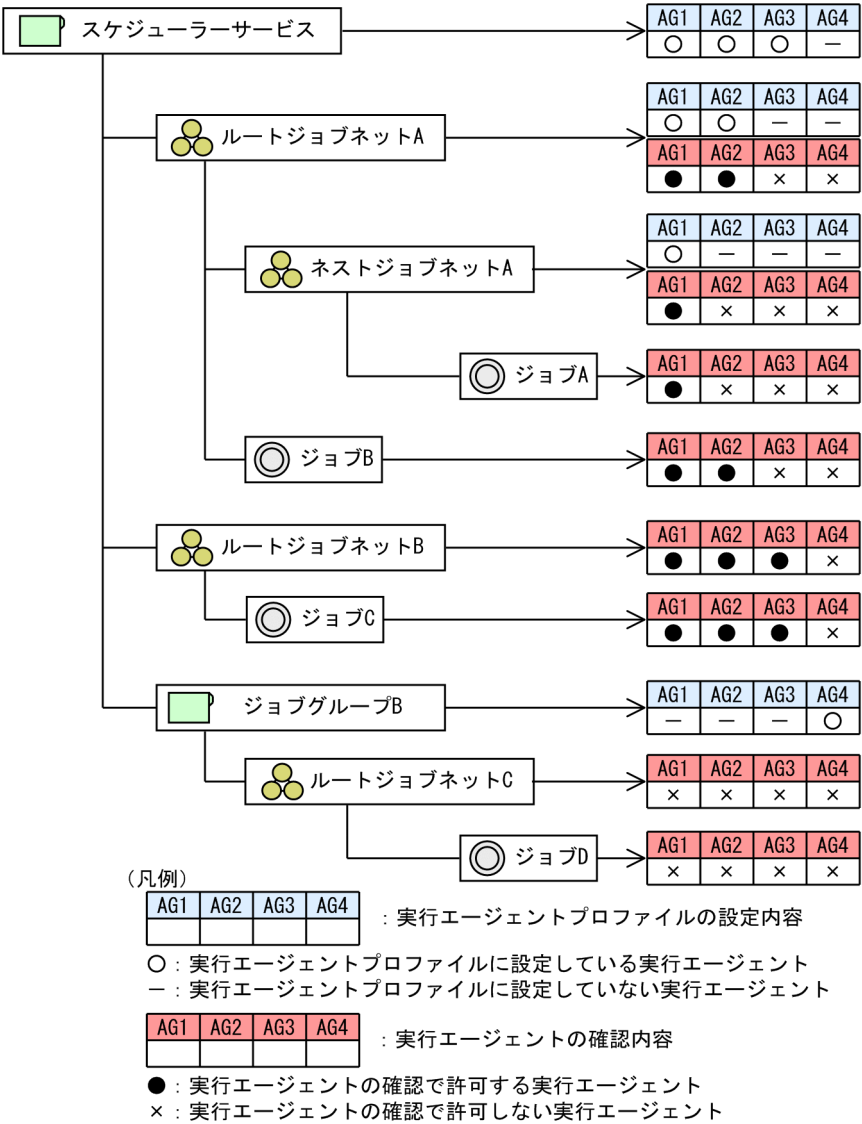 スケジューラーサービス
AG1 AG2 AG3 AG4
○ ○ ○ －
ルートジョブネットA
AG1 AG2 AG3 AG4
○ ○ － －
AG1 AG2 AG3 AG4
● ● × ×
ネストジョブネットA
AG1 AG2 AG3 AG4
○ － － －
AG1 AG2 AG3 AG4
● × × ×
ジョブA
AG1 AG2 AG3 AG4
● × × ×
ジョブB
AG1 AG2 AG3 AG4
● ● × ×
ルートジョブネットB
AG1 AG2 AG3 AG4
● ● ● ×
ジョブC
AG1 AG2 AG3 AG4
● ● ● ×
ジョブグループB
AG1 AG2 AG3 AG4
－ － － ○
ルートジョブネットC
AG1 AG2 AG3 AG4
× × × ×
ジョブD
AG1 AG2 AG3 AG4
× × × ×
(凡例)
AG1 AG2 AG3 AG4
：実行エージェントプロファイルの設定内容
○：実行エージェントプロファイルに設定している実行エージェント
－：実行エージェントプロファイルに設定していない実行エージェント
AG1 AG2 AG3 AG4
：実行エージェントの確認内容
●：実行エージェントの確認で許可する実行エージェント
×：実行エージェントの確認で許可しない実行エージェント